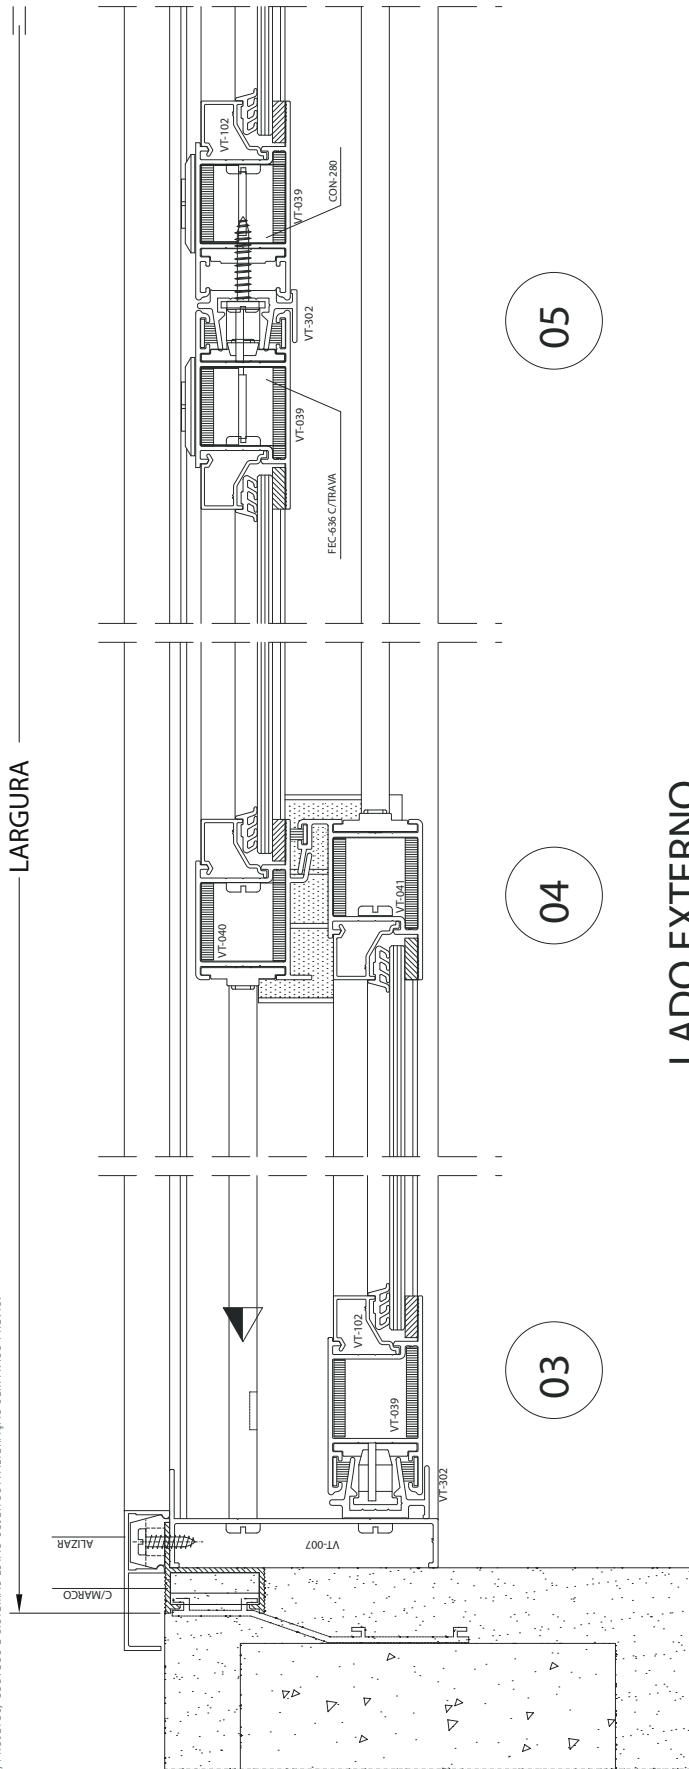 LARGURA
VT-102
VT-039
CON-280
VT-302
VT-039
FEC-636 C/TRAVA
05
VT-040
VT-041
04
LADO EXTERNO
VT-102
VT-039
VT-302
03
ALIZAR
C/MARCO
VT-007